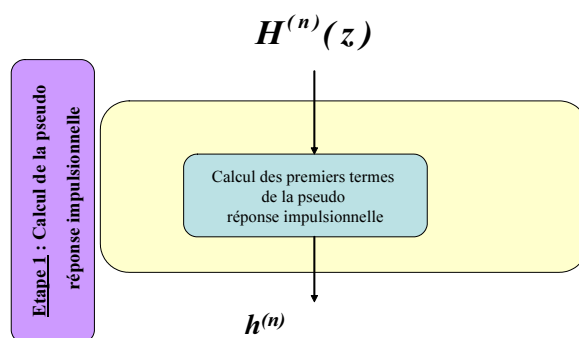 H⁽ⁿ⁾(z)
Etape 1 : Calcul de la pseudo
réponse impulsionnelle
Calcul des premiers termes
de la pseudo
réponse impulsionnelle
h⁽ⁿ⁾